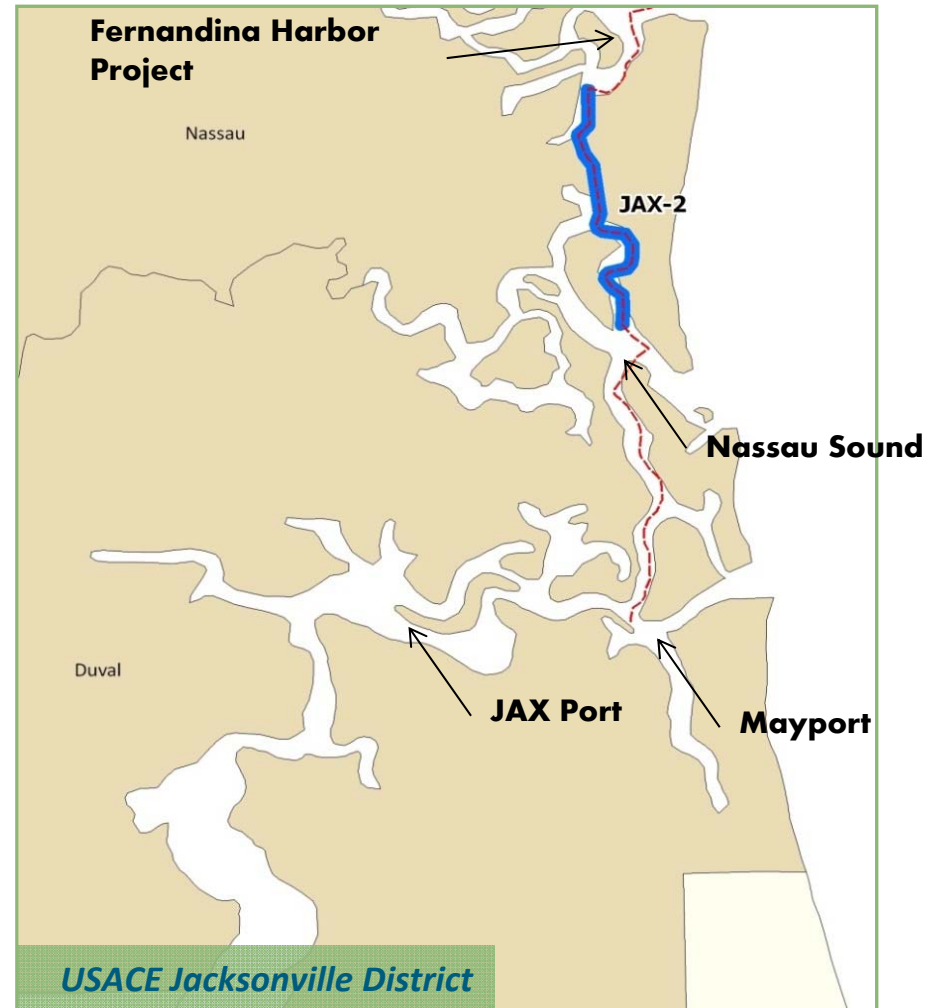 Fernandina Harbor
Project
Nassau
JAX-2
Nassau Sound
Duval
JAX Port
Mayport
USACE Jacksonville District